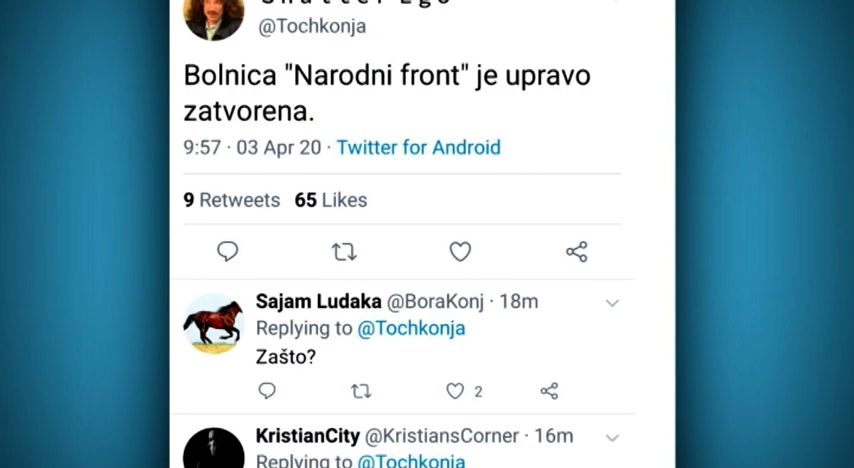 @Tochkonja
Bolnica "Narodni front" je upravo
zatvorena.
9:57 · 03 Apr 20 · Twitter for Android
9 Retweets 65 Likes
Sajam Ludaka @BoraKonj · 18m
Replying to @Tochkonja
Zašto?
2
KristianCity @KristiansCorner · 16m
Replying to @Tochkonja